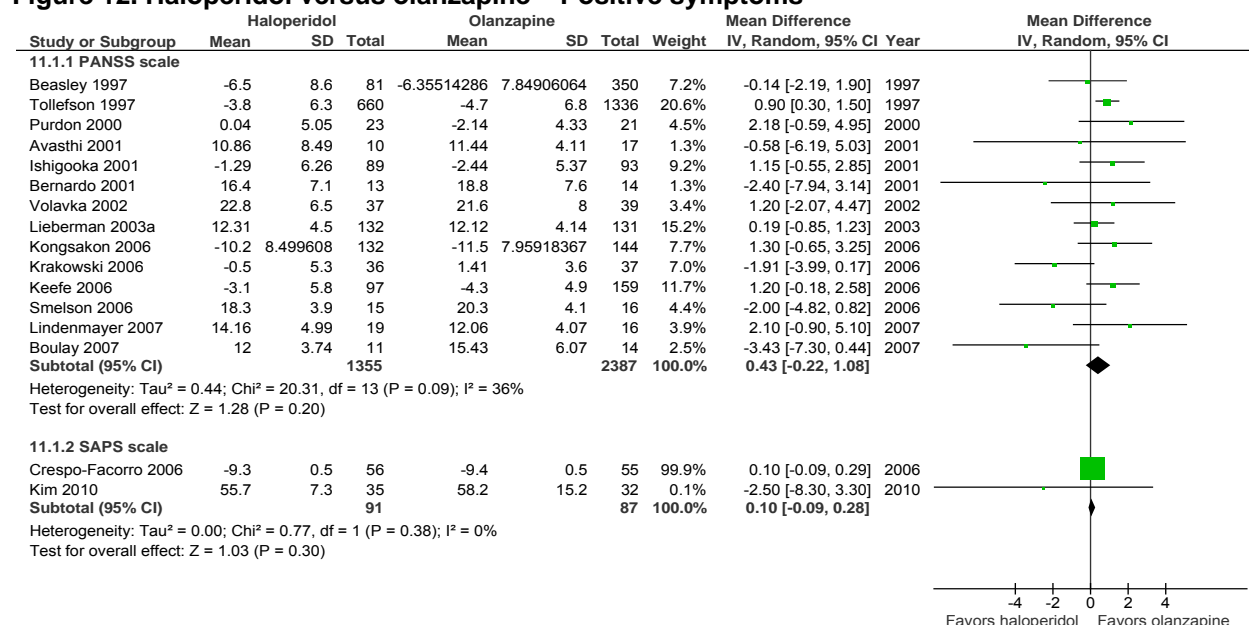 Figure 12. Haloperidol versus olanzapine – Positive symptoms
Haloperidol Olanzapine Mean Difference Mean Difference
Study or Subgroup Mean SD Total Mean SD Total Weight IV, Random, 95% CI Year IV, Random, 95% CI
11.1.1 PANSS scale
Beasley 1997 -6.5 8.6 81 -6.35514286 7.84906064 350 7.2% -0.14 [-2.19, 1.90] 1997
Tollefson 1997 -3.8 6.3 660 -4.7 6.8 1336 20.6% 0.90 [0.30, 1.50] 1997
Purdon 2000 0.04 5.05 23 -2.14 4.33 21 4.5% 2.18 [-0.59, 4.95] 2000
Avasthi 2001 10.86 8.49 10 11.44 4.11 17 1.3% -0.58 [-6.19, 5.03] 2001
Ishigooka 2001 -1.29 6.26 89 -2.44 5.37 93 9.2% 1.15 [-0.55, 2.85] 2001
Bernardo 2001 16.4 7.1 13 18.8 7.6 14 1.3% -2.40 [-7.94, 3.14] 2001
Volavka 2002 22.8 6.5 37 21.6 8 39 3.4% 1.20 [-2.07, 4.47] 2002
Lieberman 2003a 12.31 4.5 132 12.12 4.14 131 15.2% 0.19 [-0.85, 1.23] 2003
Kongsakon 2006 -10.2 8.499608 132 -11.5 7.95918367 144 7.7% 1.30 [-0.65, 3.25] 2006
Krakowski 2006 -0.5 5.3 36 1.41 3.6 37 7.0% -1.91 [-3.99, 0.17] 2006
Keefe 2006 -3.1 5.8 97 -4.3 4.9 159 11.7% 1.20 [-0.18, 2.58] 2006
Smelson 2006 18.3 3.9 15 20.3 4.1 16 4.4% -2.00 [-4.82, 0.82] 2006
Lindenmayer 2007 14.16 4.99 19 12.06 4.07 16 3.9% 2.10 [-0.90, 5.10] 2007
Boulay 2007 12 3.74 11 15.43 6.07 14 2.5% -3.43 [-7.30, 0.44] 2007
Subtotal (95% CI) 1355 2387 100.0% 0.43 [-0.22, 1.08]
Heterogeneity: Tau² = 0.44; Chi² = 20.31, df = 13 (P = 0.09); I² = 36%
Test for overall effect: Z = 1.28 (P = 0.20)
11.1.2 SAPS scale
Crespo-Facorro 2006 -9.3 0.5 56 -9.4 0.5 55 99.9% 0.10 [-0.09, 0.29] 2006
Kim 2010 55.7 7.3 35 58.2 15.2 32 0.1% -2.50 [-8.30, 3.30] 2010
Subtotal (95% CI) 91 87 100.0% 0.10 [-0.09, 0.28]
Heterogeneity: Tau² = 0.00; Chi² = 0.77, df = 1 (P = 0.38); I² = 0%
Test for overall effect: Z = 1.03 (P = 0.30)
-4 -2 0 2 4
Favors haloperidol Favors olanzapine